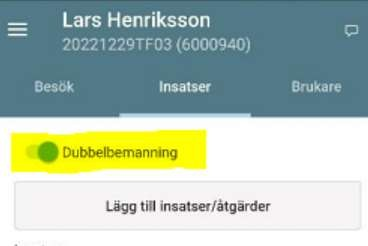 Lars Henriksson
20221229TF03 (6000940)
Besök Insatser Brukare
Dubbelbemanning
Lägg till insatser/åtgärder